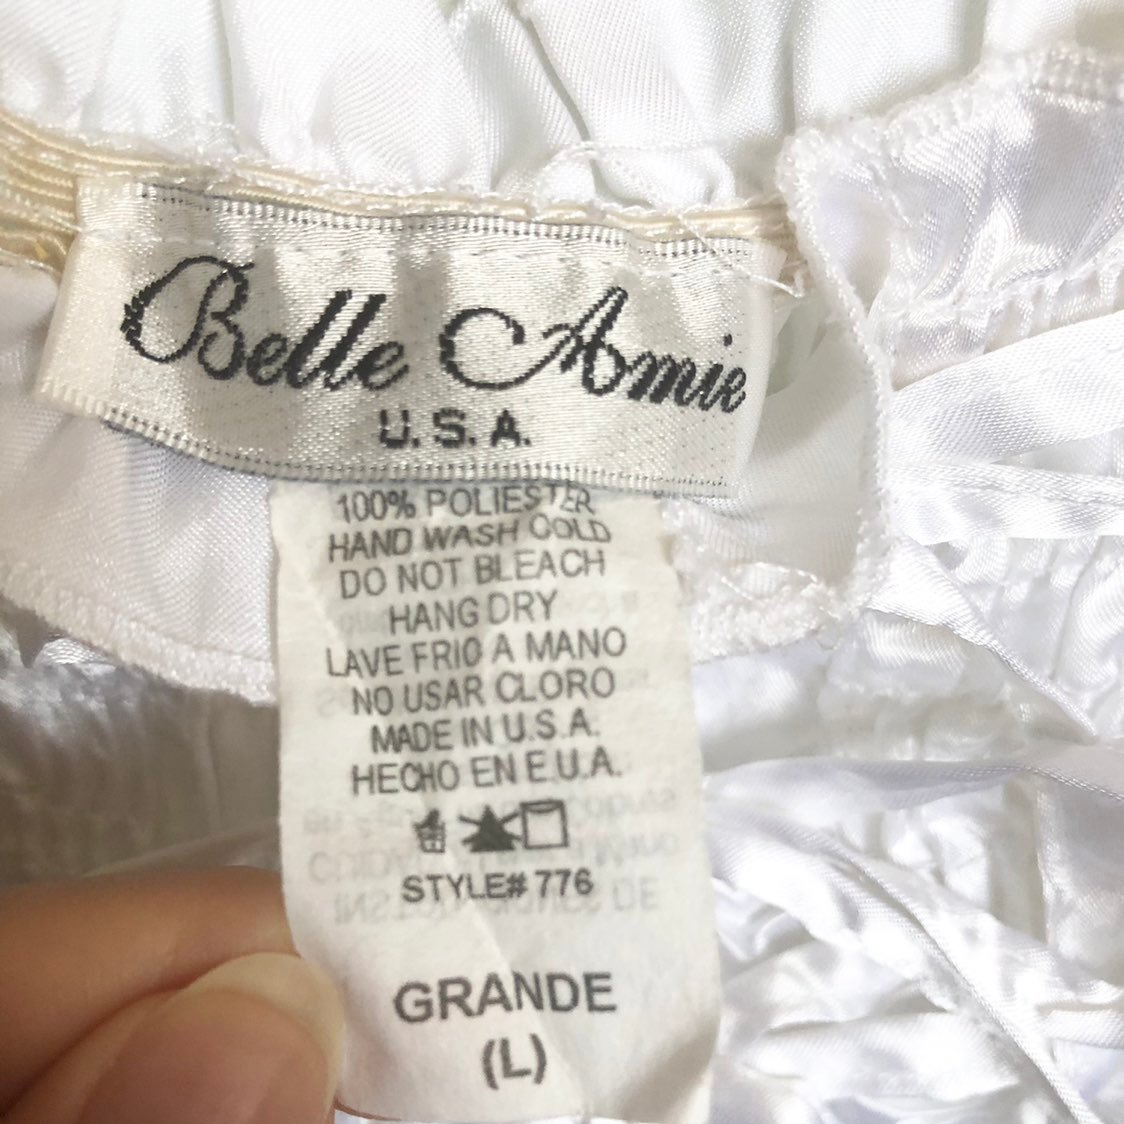 Belle Amie
U.S.A.
100% POLIESTER
HAND WASH COLD
DO NOT BLEACH
HANG DRY
LAVE FRIO A MANO
NO USAR CLORO
MADE IN U.S.A.
HECHO EN E.U.A.
STYLE# 776
GRANDE
(L)